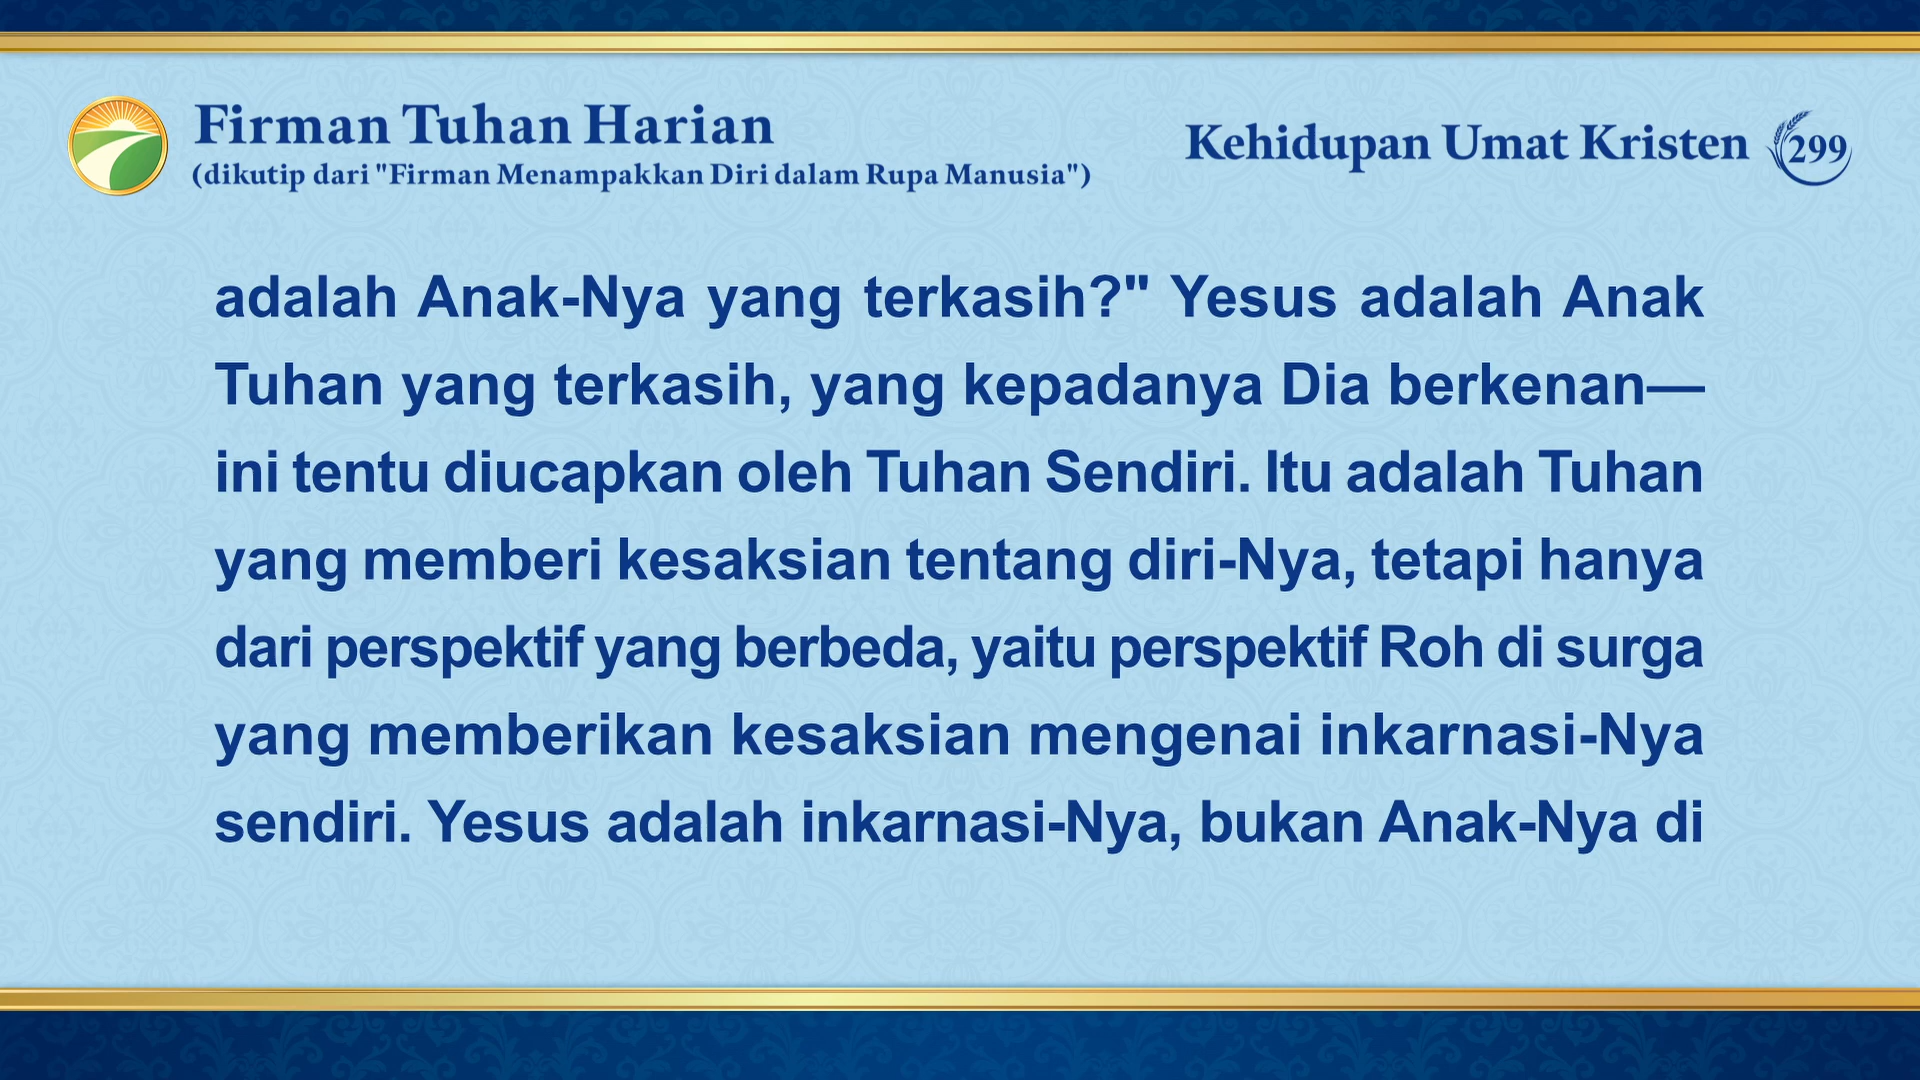 Firman Tuhan Harian
(dikutip dari "Firman Menampakkan Diri dalam Rupa Manusia")
Kehidupan Umat Kristen 299
adalah Anak-Nya yang terkasih?" Yesus adalah Anak
Tuhan yang terkasih, yang kepadanya Dia berkenan—
ini tentu diucapkan oleh Tuhan Sendiri. Itu adalah Tuhan
yang memberi kesaksian tentang diri-Nya, tetapi hanya
dari perspektif yang berbeda, yaitu perspektif Roh di surga
yang memberikan kesaksian mengenai inkarnasi-Nya
sendiri. Yesus adalah inkarnasi-Nya, bukan Anak-Nya di